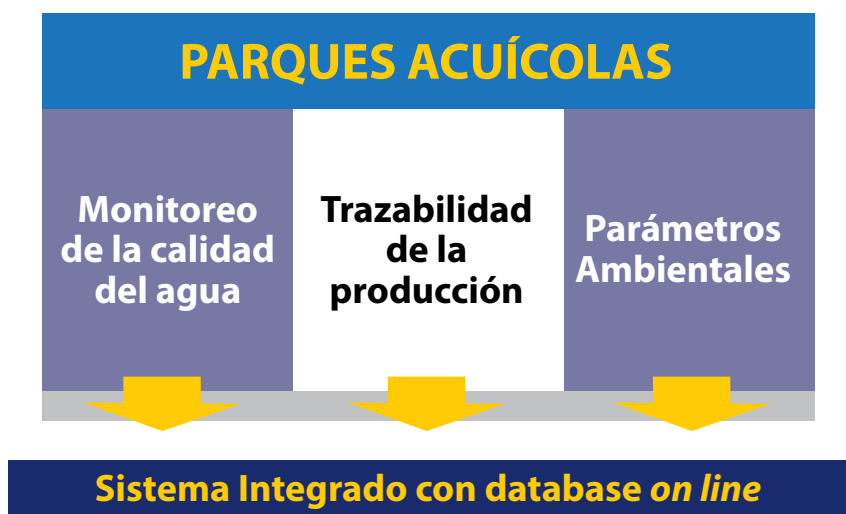 PARQUES ACUÍCOLAS
Monitoreo
de la calidad
del agua
Trazabilidad
de la
producción
Parámetros
Ambientales
Sistema Integrado con database on line